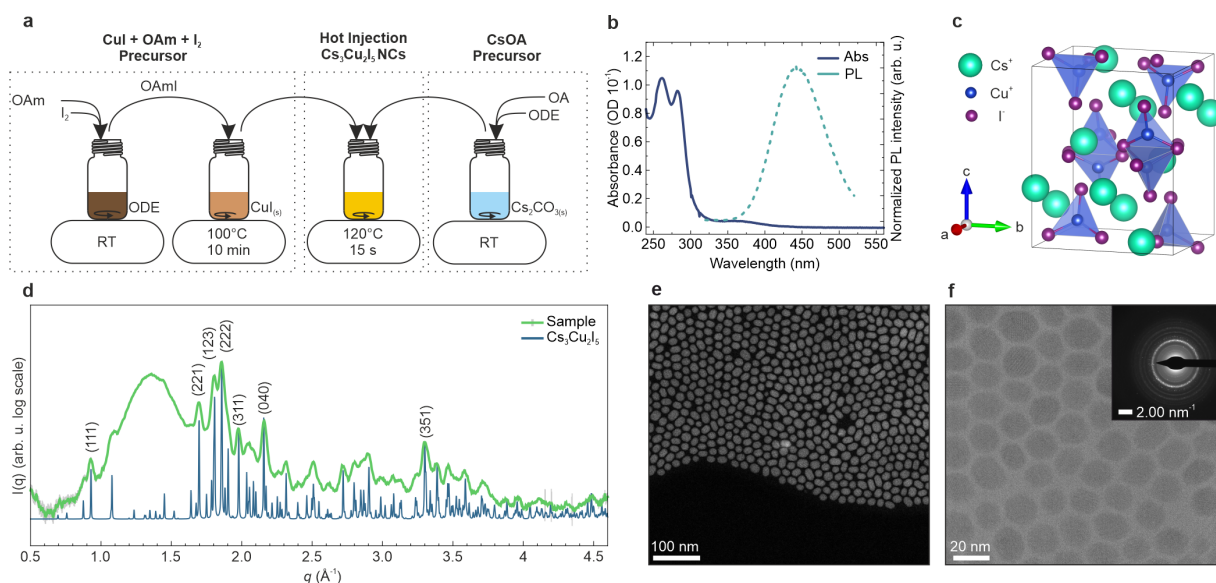 a
CuI + OAm + I₂
Precursor
Hot Injection
Cs₃Cu₂I₅ NCs
CsOA
Precursor
OAm
I₂
OAmI
OA
ODE
ODE
CuI(s)
Cs₂CO₃(s)
RT
100°C
10 min
120°C
15 s
RT
b
Absorbance (OD 10⁻¹)
1.2
1.0
0.8
0.6
0.4
0.2
0.0
Abs
PL
Normalized PL intensity (arb. u.)
250 300 350 400 450 500 550
Wavelength (nm)
c
Cs⁺
Cu⁺
I⁻
c
a
b
d
I(q) (arb. u. log scale)
Sample
Cs₃Cu₂I₅
(111)
(221)
(123)
(222)
(311)
(040)
(351)
0.5 1.0 1.5 2.0 2.5 3.0 3.5 4.0 4.5
q (Å⁻¹)
e
100 nm
f
2.00 nm⁻¹
20 nm